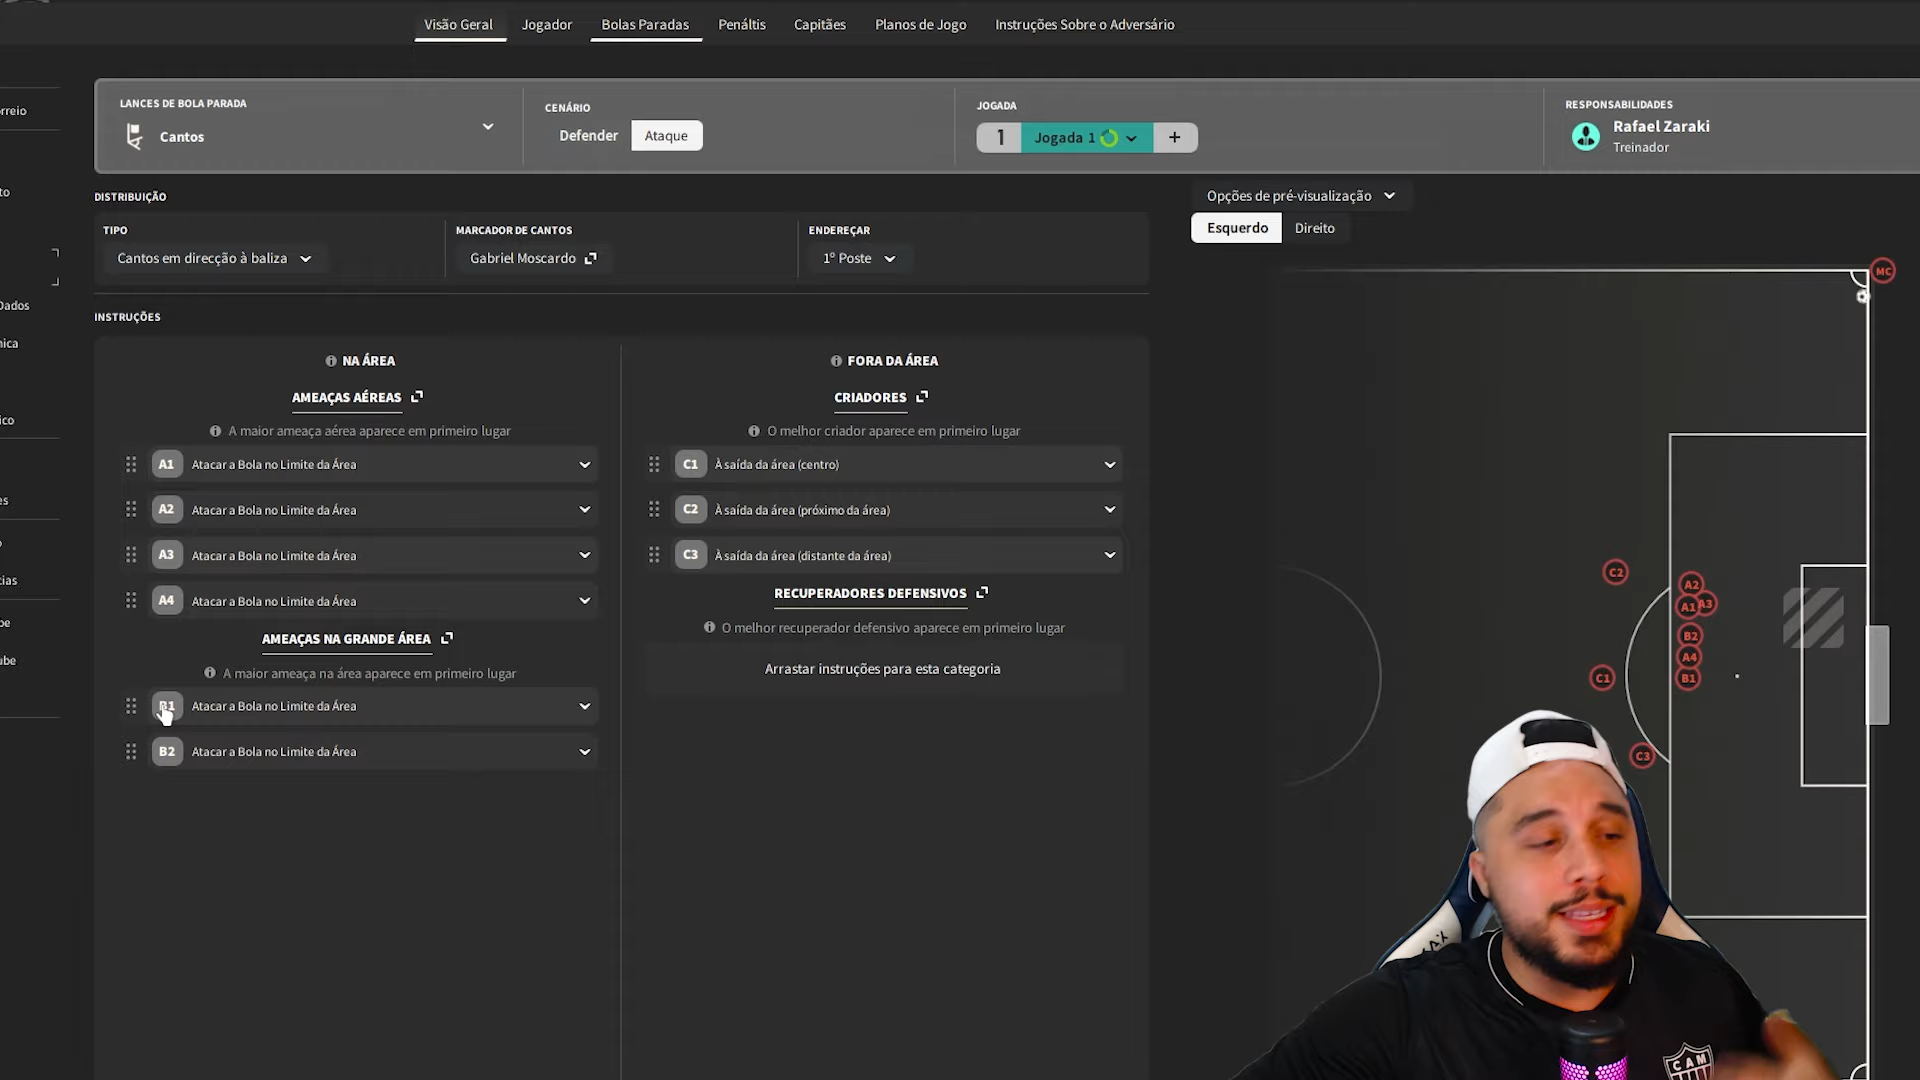 Visão Geral
Jogador
Bolas Paradas
Penáltis
Capitães
Planos de Jogo
Instruções Sobre o Adversário
LANCES DE BOLA PARADA
Cantos
CENÁRIO
Defender
Ataque
JOGADA
1
Jogada 1
+
RESPONSABILIDADES
Rafael Zaraki
Treinador
rreio
to
Dados
nica
ico
es
o
cias
be
ube
DISTRIBUIÇÃO
TIPO
Cantos em direcção à baliza
MARCADOR DE CANTOS
Gabriel Moscardo
ENDEREÇAR
1º Poste
Opções de pré-visualização
Esquerdo
Direito
INSTRUÇÕES
NA ÁREA
AMEAÇAS AÉREAS
A maior ameaça aérea aparece em primeiro lugar
A1 Atacar a Bola no Limite da Área
A2 Atacar a Bola no Limite da Área
A3 Atacar a Bola no Limite da Área
A4 Atacar a Bola no Limite da Área
AMEAÇAS NA GRANDE ÁREA
A maior ameaça na área aparece em primeiro lugar
B1 Atacar a Bola no Limite da Área
B2 Atacar a Bola no Limite da Área
FORA DA ÁREA
CRIADORES
O melhor criador aparece em primeiro lugar
C1 À saída da área (centro)
C2 À saída da área (próximo da área)
C3 À saída da área (distante da área)
RECUPERADORES DEFENSIVOS
O melhor recuperador defensivo aparece em primeiro lugar
Arrastar instruções para esta categoria
MC
C2
A2
A1
A3
B2
A4
C1
B1
C3
CAM